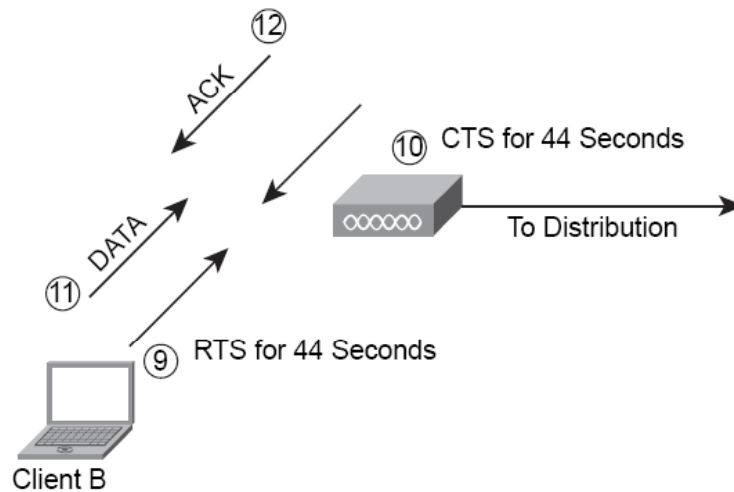 12
ACK
10 CTS for 44 Seconds
To Distribution
DATA
11
9 RTS for 44 Seconds
Client B